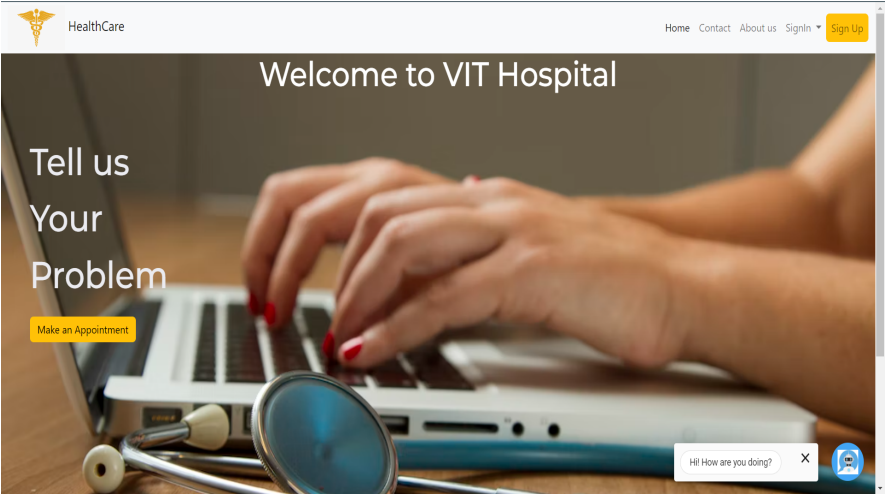 HealthCare
Home Contact About us SignIn Sign Up
Welcome to VIT Hospital
Tell us
Your
Problem
Make an Appointment
Hi! How are you doing? X